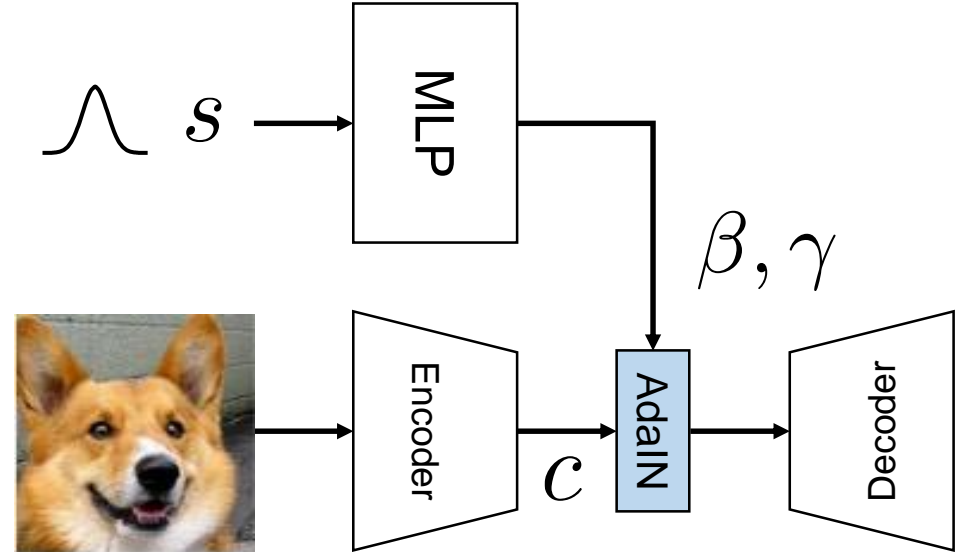 s
MLP
β, γ
Encoder
c
AdaIN
Decoder